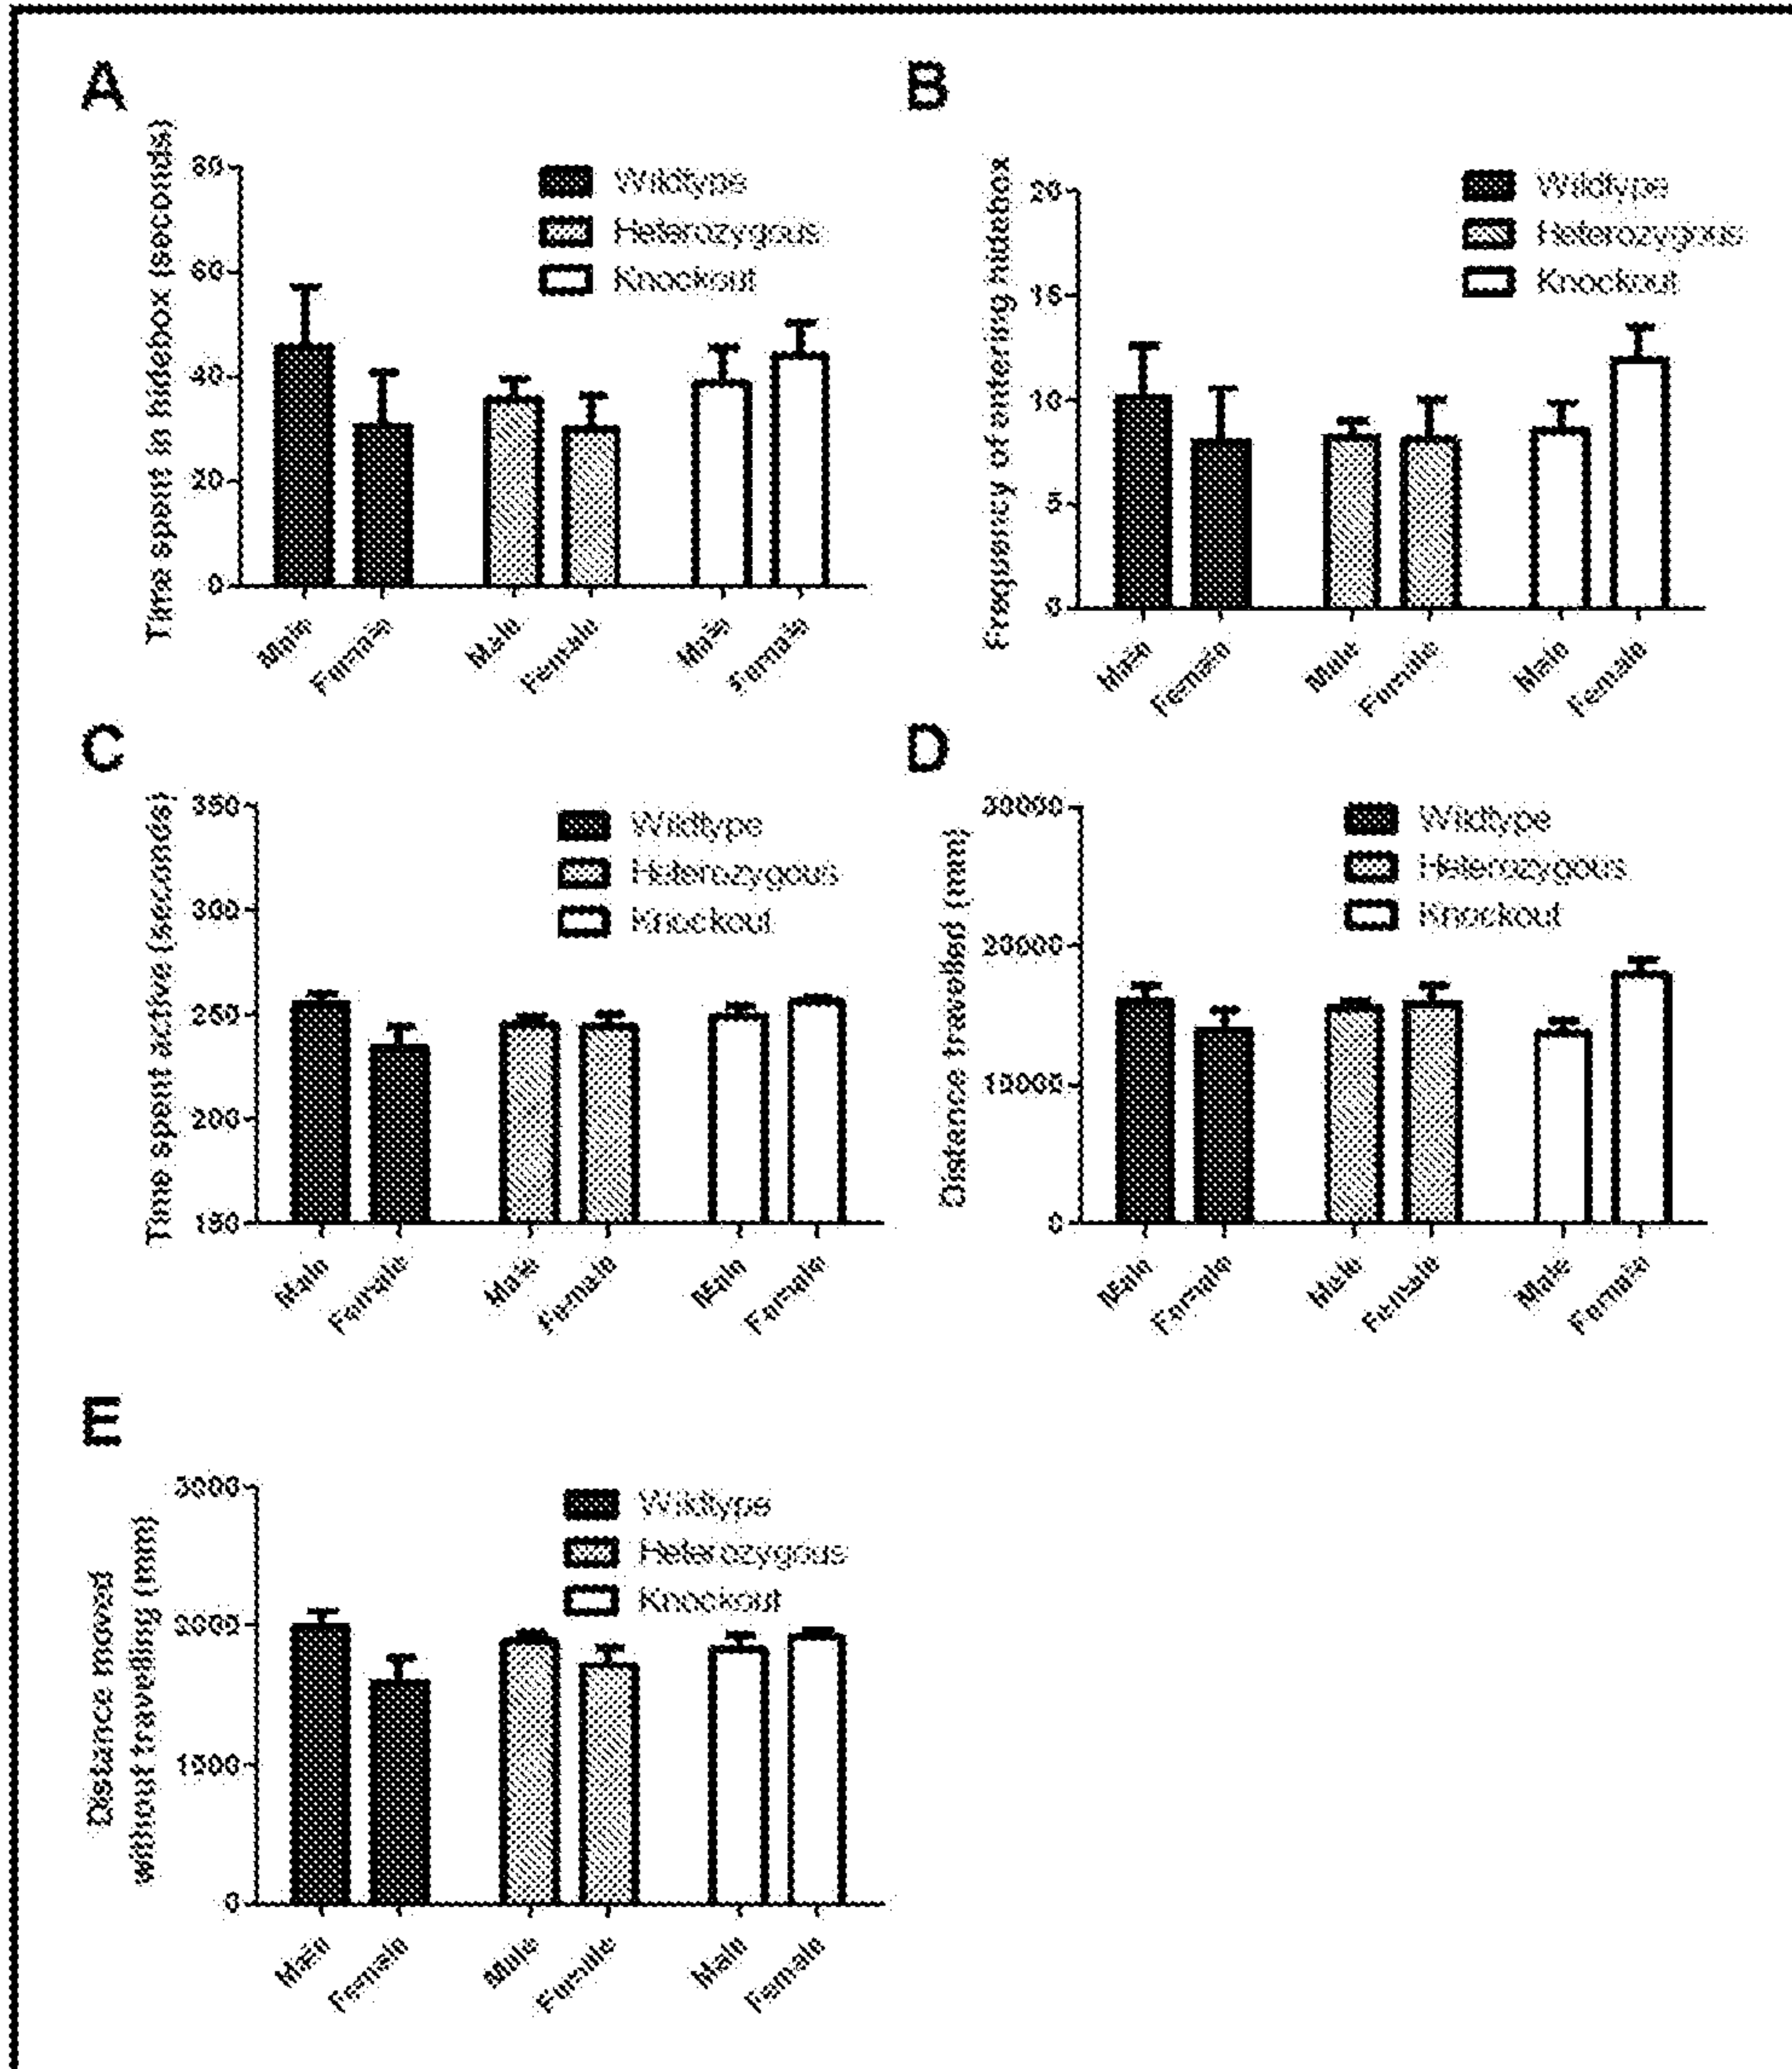 A
Time spent in hidebox (seconds)
80
60
40
20
0
Wildtype
Heterozygous
Knockout
Male
Female
Male
Female
Male
Female
B
Frequency of entering hidebox
20
15
10
5
0
Wildtype
Heterozygous
Knockout
Male
Female
Male
Female
Male
Female
C
Time spent active (seconds)
350
300
250
200
150
Wildtype
Heterozygous
Knockout
Male
Female
Male
Female
Male
Female
D
Distance travelled (mm)
30000
20000
10000
0
Wildtype
Heterozygous
Knockout
Male
Female
Male
Female
Male
Female
E
Distance moved
without traveling (mm)
3000
2000
1000
0
Wildtype
Heterozygous
Knockout
Male
Female
Male
Female
Male
Female